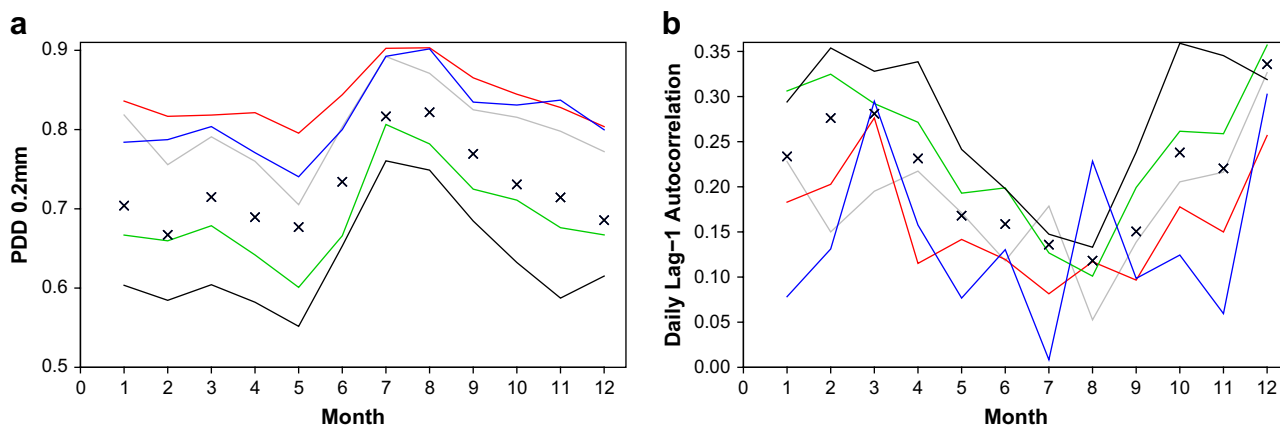 a
PDD 0.2mm
0.9
0.8
0.7
0.6
0.5
0 1 2 3 4 5 6 7 8 9 10 11 12
Month
b
Daily Lag−1 Autocorrelation
0.35
0.30
0.25
0.20
0.15
0.10
0.05
0.00
0 1 2 3 4 5 6 7 8 9 10 11 12
Month